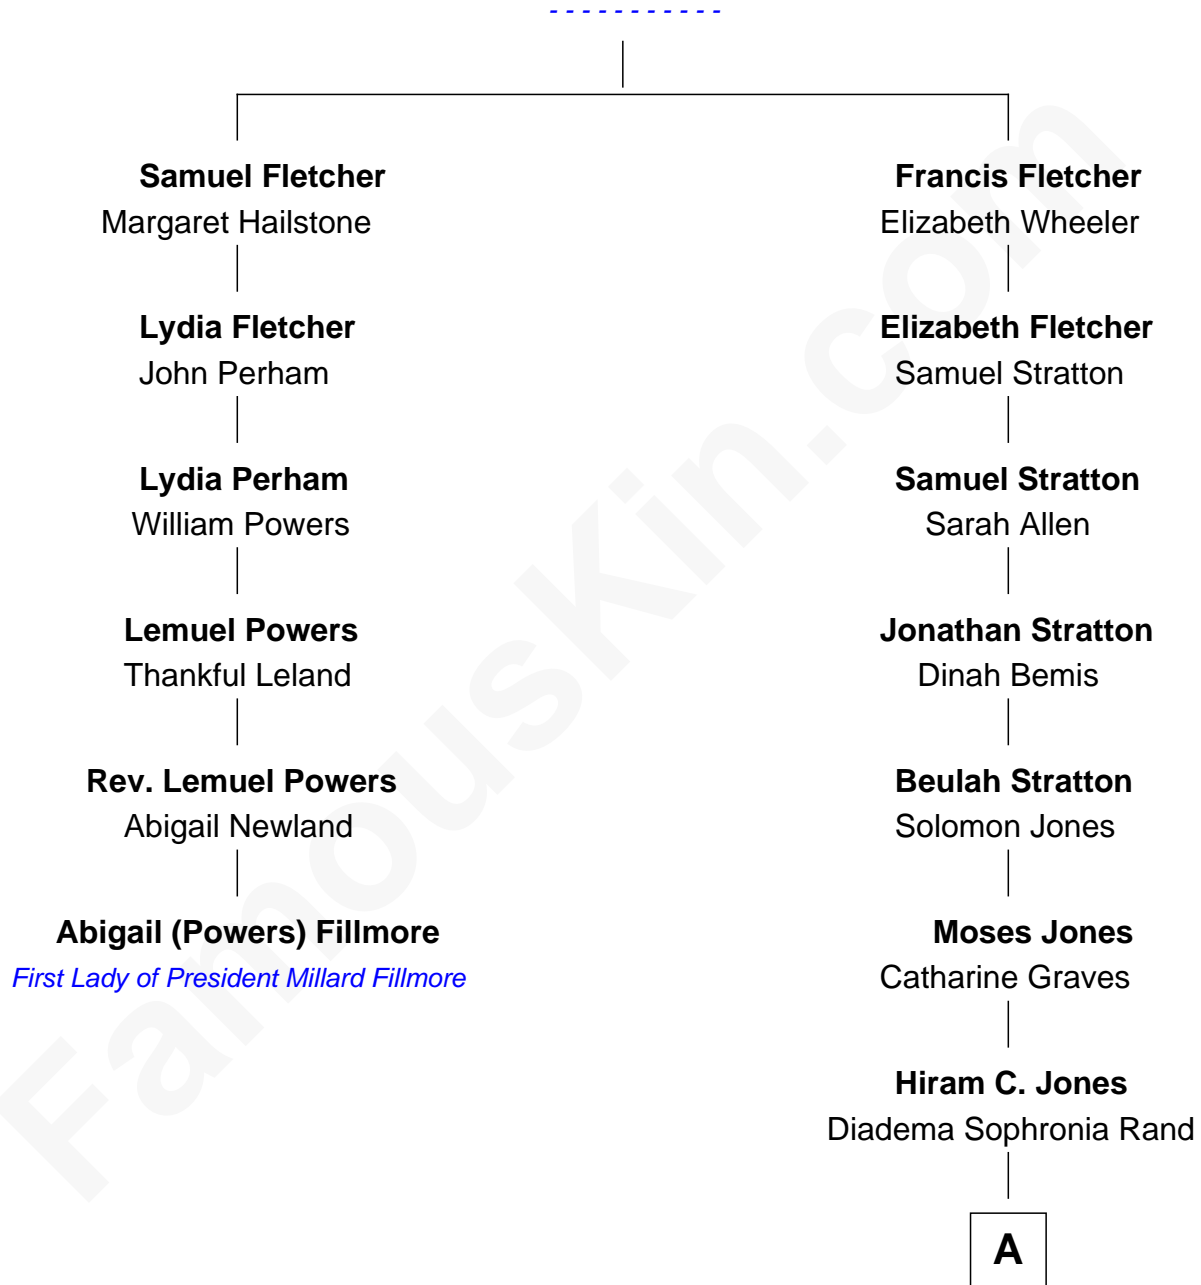 - - - - - - - - - - -
Samuel Fletcher
Margaret Hailstone
Francis Fletcher
Elizabeth Wheeler
Lydia Fletcher
John Perham
Elizabeth Fletcher
Samuel Stratton
Lydia Perham
William Powers
Samuel Stratton
Sarah Allen
Lemuel Powers
Thankful Leland
Jonathan Stratton
Dinah Bemis
Rev. Lemuel Powers
Abigail Newland
Beulah Stratton
Solomon Jones
Abigail (Powers) Fillmore
First Lady of President Millard Fillmore
Moses Jones
Catharine Graves
Hiram C. Jones
Diadema Sophronia Rand
A
FamousKin.com